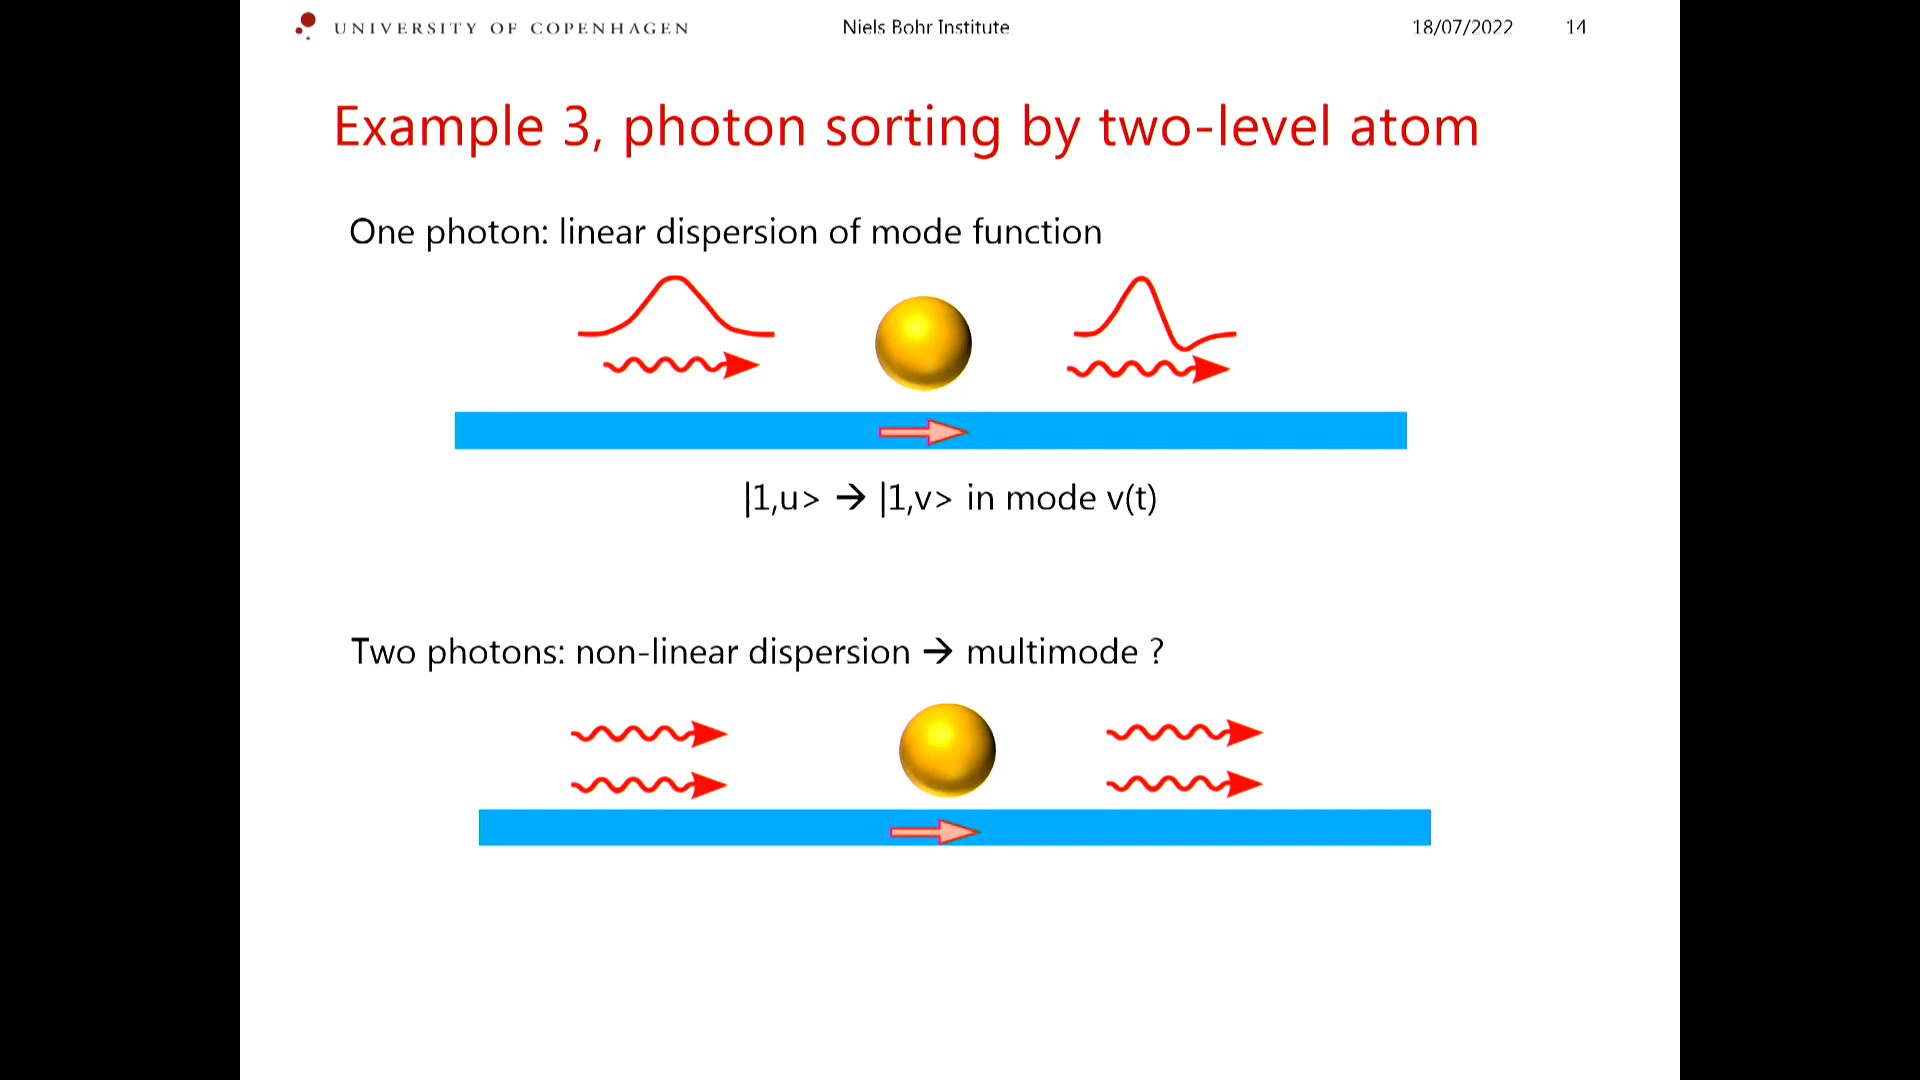 UNIVERSITY OF COPENHAGEN Niels Bohr Institute 18/07/2022 14
Example 3, photon sorting by two-level atom
One photon: linear dispersion of mode function
|1,u> → |1,v> in mode v(t)
Two photons: non-linear dispersion → multimode ?